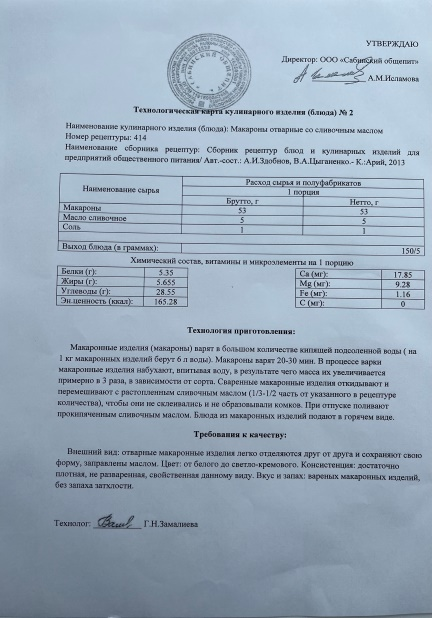 УТВЕРЖДАЮ
Директор: ООО «Сабинский общепит»
А.М.Исламова
Технологическая карта кулинарного изделия (блюда) № 2
Наименование кулинарного изделия (блюда): Макароны отварные со сливочным маслом
Номер рецептуры: 414
Наименование сборника рецептур: Сборник рецептур блюд и кулинарных изделий для
предприятий общественного питания/ Авт.-сост.: А.И.Здобнов, В.А.Цыганенко.- К.:Арий, 2013
Наименование сырья Расход сырья и полуфабрикатов
1 порция
Брутто, г Нетто, г
Макароны 53 53
Масло сливочное 5 5
Соль 1 1
Выход блюда (в граммах): 150/5
Химический состав, витамины и микроэлементы на 1 порцию
Белки (г): 5.35 Ca (мг): 17.85
Жиры (г): 5.655 Mg (мг): 9.28
Углеводы (г): 28.55 Fe (мг): 1.16
Эн.ценность (ккал): 165.28 C (мг): 0
Технология приготовления:
Макаронные изделия (макароны) варят в большом количестве кипящей подсоленной воды ( на
1 кг макаронных изделий берут 6 л воды). Макароны варят 20-30 мин. В процессе варки
макаронные изделия набухают, впитывая воду, в результате чего масса их увеличивается
примерно в 3 раза, в зависимости от сорта. Сваренные макаронные изделия откидывают и
перемешивают с растопленным сливочным маслом (1/3-1/2 часть от указанного в рецептуре
количества), чтобы они не склеивались и не образовывали комков. При отпуске поливают
прокипяченным сливочным маслом. Блюда из макаронных изделий подают в горячем виде.
Требования к качеству:
Внешний вид: отварные макаронные изделия легко отделяются друг от друга и сохраняют свою
форму, заправлены маслом. Цвет: от белого до светло-кремового. Консистенция: достаточно
плотная, не разваренная, свойственная данному виду. Вкус и запах: вареных макаронных изделий,
без запаха затхлости.
Технолог: Г.Н.Замалиева